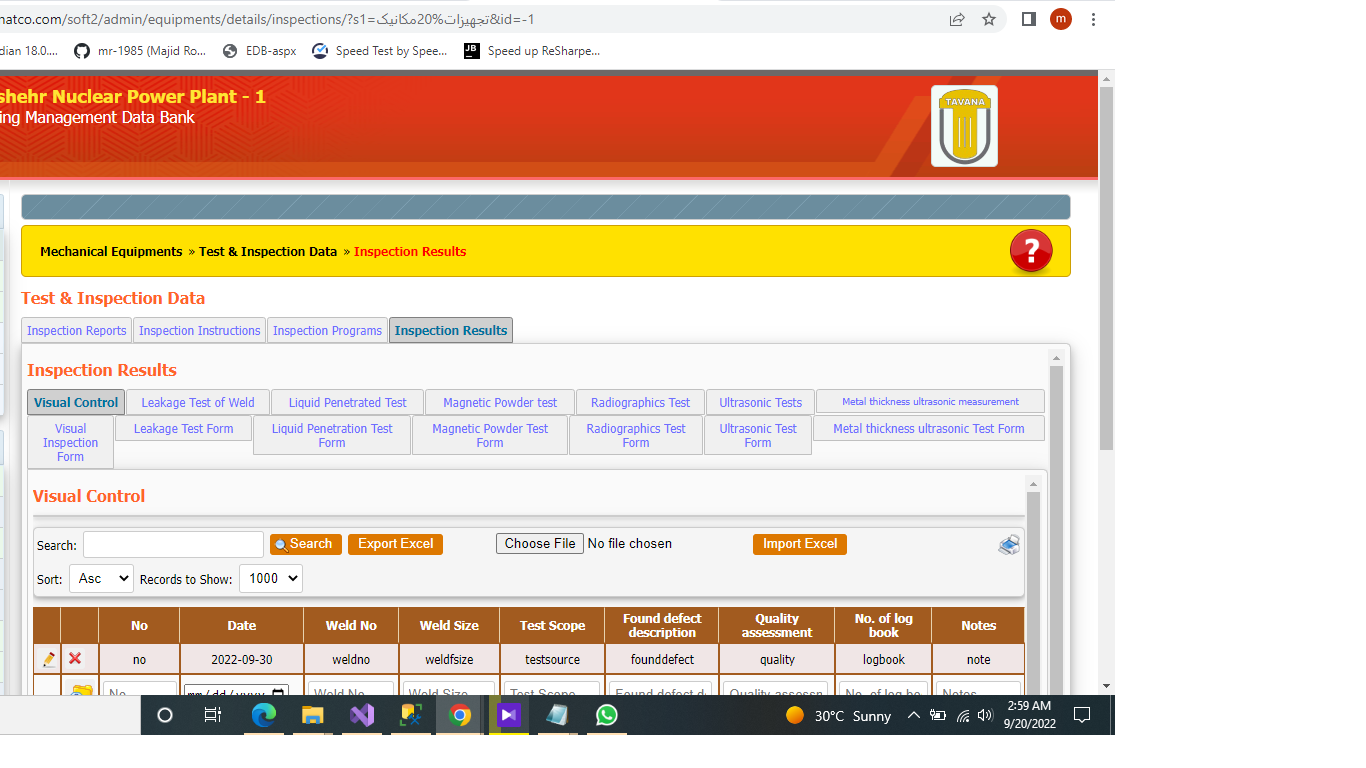 natco.com/soft2/admin/equipments/details/inspections/?s1=تجهیزات%20مکانیک&id=-1
m
dian 18.0....
mr-1985 (Majid Ro...
EDB-aspx
Speed Test by Spee...
JB
Speed up ReSharpe...
shehr Nuclear Power Plant - 1
ing Management Data Bank
TAVANA
Mechanical Equipments » Test & Inspection Data » Inspection Results
?
Test & Inspection Data
Inspection Reports
Inspection Instructions
Inspection Programs
Inspection Results
Inspection Results
Visual Control
Leakage Test of Weld
Liquid Penetrated Test
Magnetic Powder test
Radiographics Test
Ultrasonic Tests
Metal thickness ultrasonic measurement
Visual
Inspection
Form
Leakage Test Form
Liquid Penetration Test
Form
Magnetic Powder Test
Form
Radiographics Test
Form
Ultrasonic Test
Form
Metal thickness ultrasonic Test Form
Visual Control
Search:
Search
Export Excel
Choose File No file chosen
Import Excel
Sort: Asc
Records to Show: 1000
No
Date
Weld No
Weld Size
Test Scope
Found defect
description
Quality
assessment
No. of log
book
Notes
no
2022-09-30
weldno
weldfsize
testsource
founddefect
quality
logbook
note
No
mm/dd/yyyy
Weld No
Weld Size
Test Scope
Found defect d
Quality assessn
No. of log bo
Notes
30°C Sunny
2:59 AM
9/20/2022